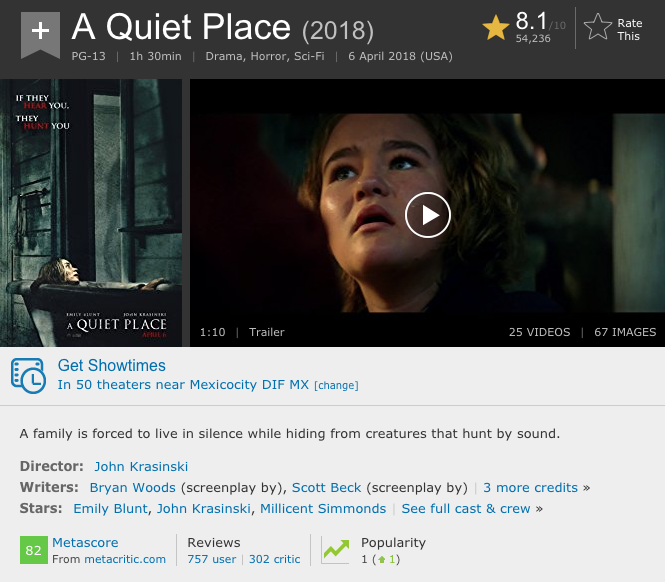 A Quiet Place (2018)
8.1/10
54,236
Rate
This
PG-13 | 1h 30min | Drama, Horror, Sci-Fi | 6 April 2018 (USA)
IF THEY
HEAR YOU,
THEY
HUNT YOU
EMILY BLUNT JOHN KRASINSKI
A QUIET PLACE
APRIL 6
1:10 | Trailer
25 VIDEOS | 67 IMAGES
Get Showtimes
In 50 theaters near Mexicocity DIF MX [change]
A family is forced to live in silence while hiding from creatures that hunt by sound.
Director: John Krasinski
Writers: Bryan Woods (screenplay by), Scott Beck (screenplay by) | 3 more credits »
Stars: Emily Blunt, John Krasinski, Millicent Simmonds | See full cast & crew »
82 Metascore
From metacritic.com
Reviews
757 user | 302 critic
Popularity
1 (1)